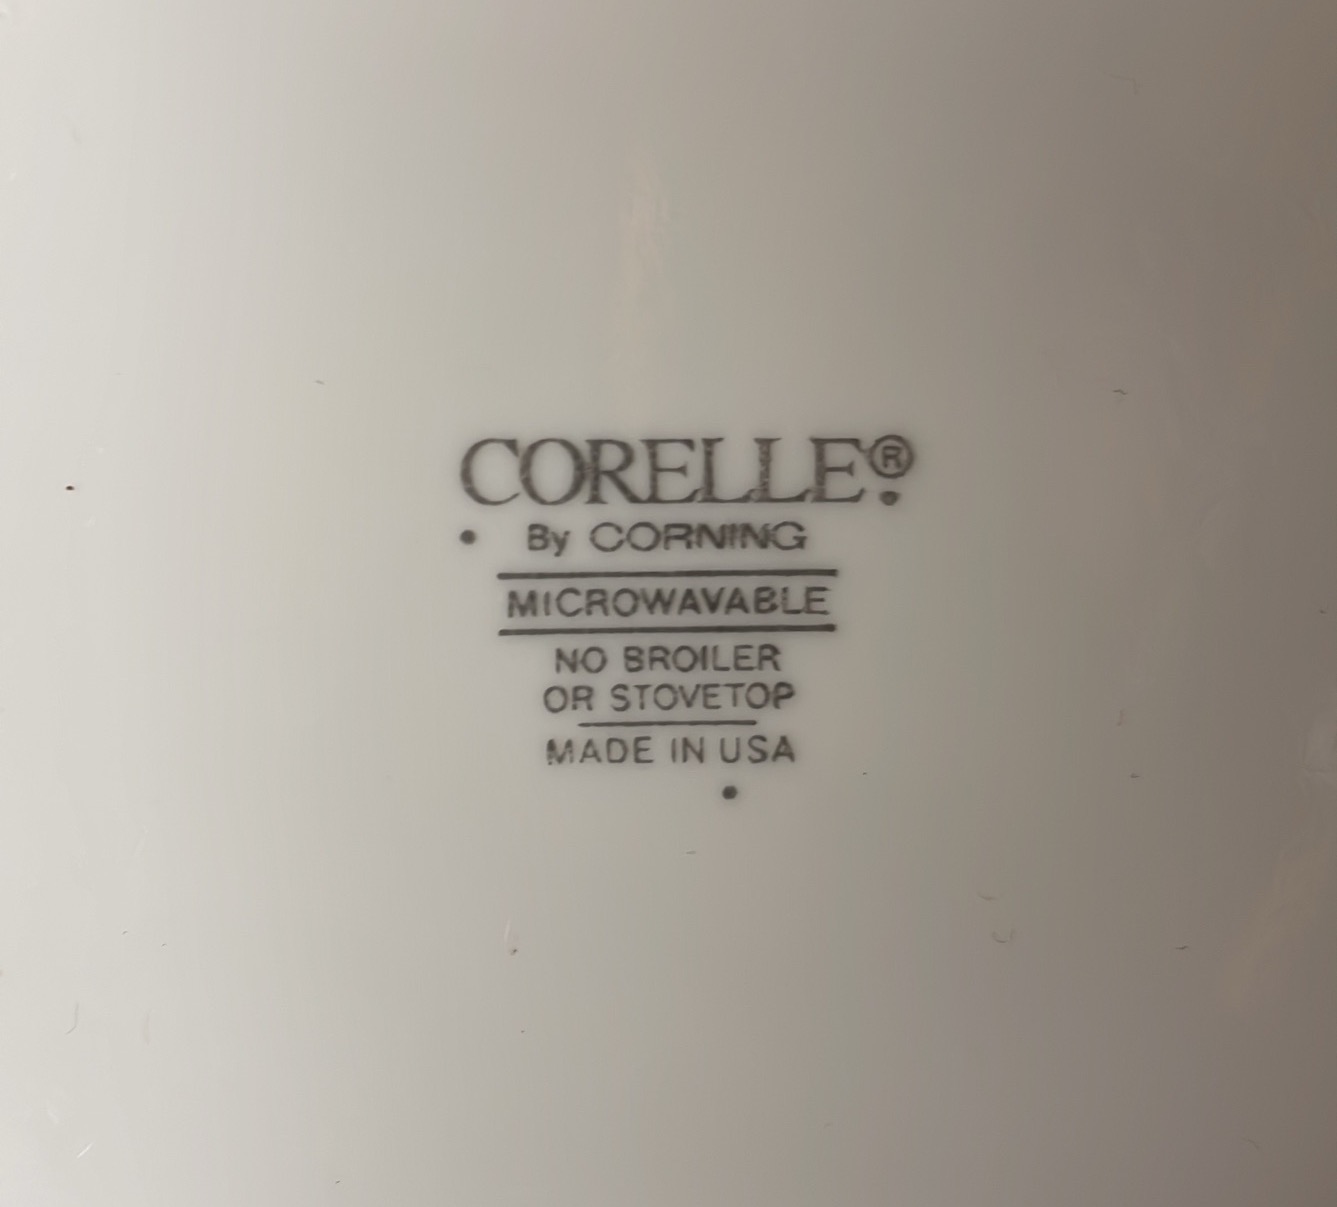 CORELLE®
By CORNING
MICROWAVABLE
NO BROILER
OR STOVETOP
MADE IN USA